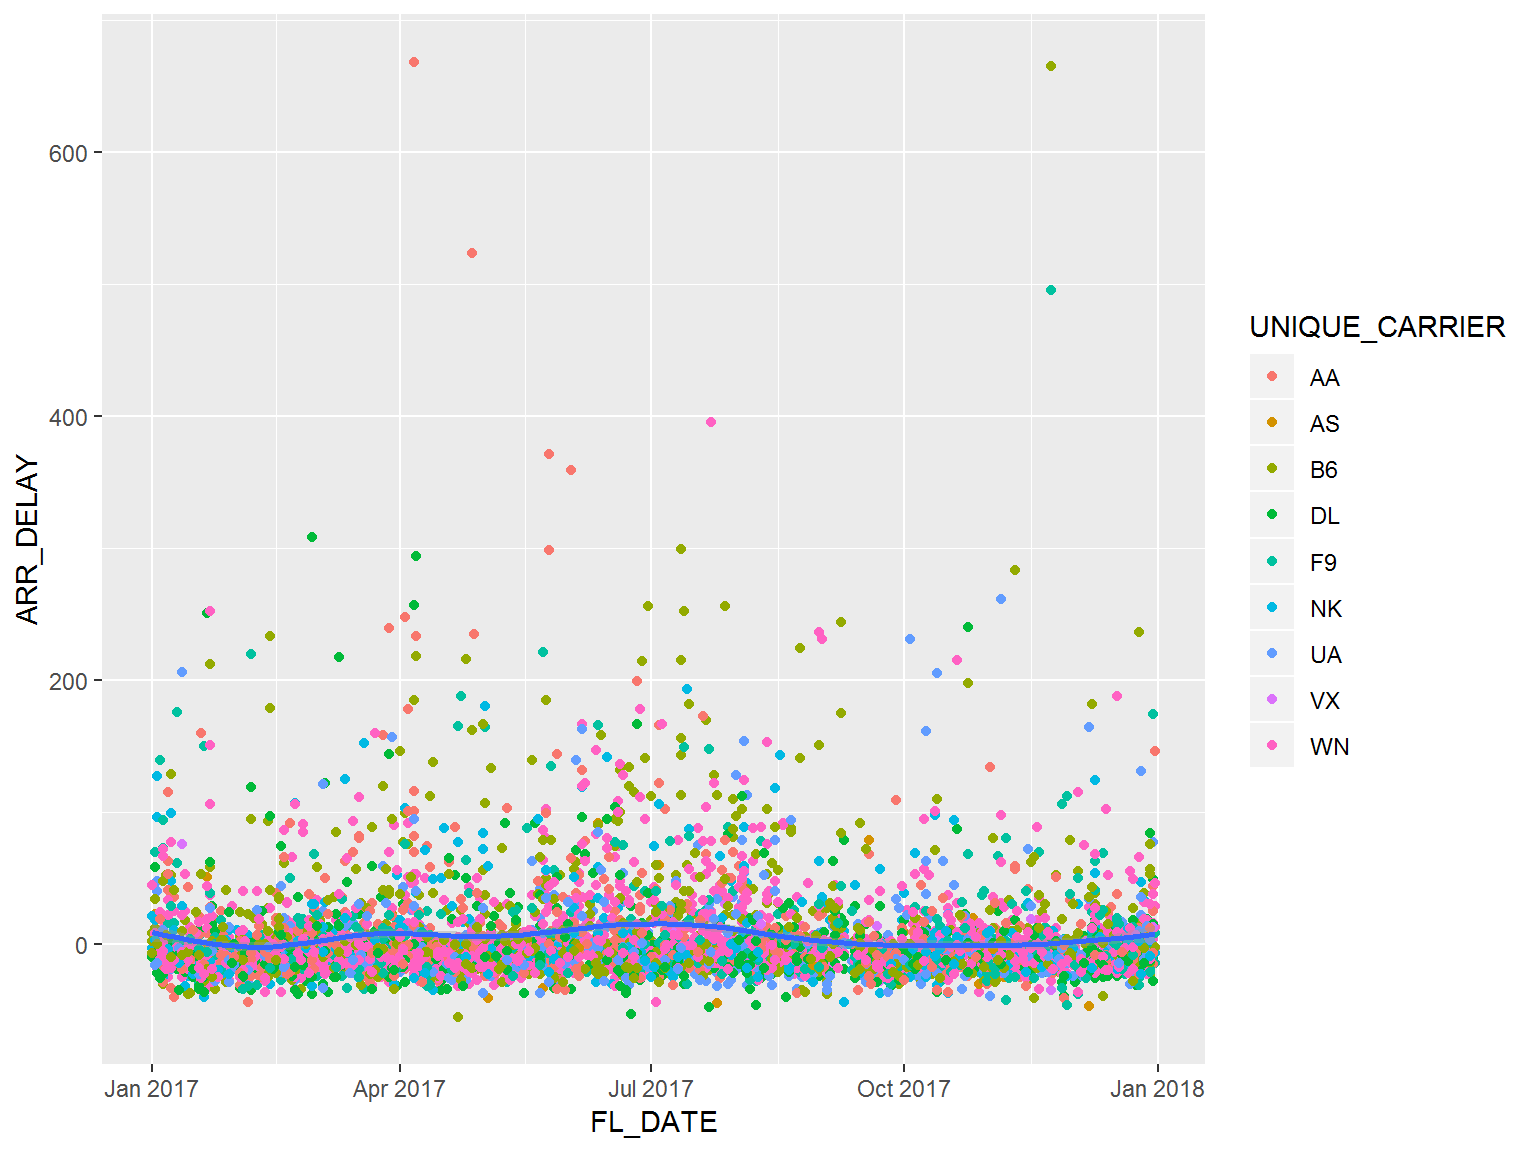 600
400
200
0
ARR_DELAY
Jan 2017
Apr 2017
Jul 2017
Oct 2017
Jan 2018
FL_DATE
UNIQUE_CARRIER
AA
AS
B6
DL
F9
NK
UA
VX
WN